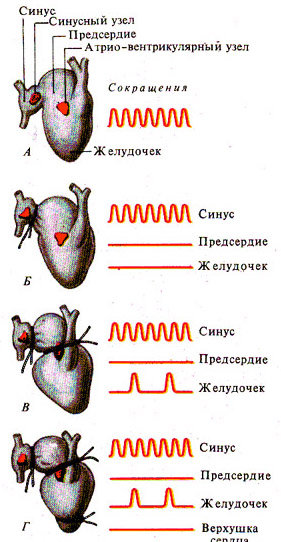 Синус
Синусный узел
Предсердие
Атрио-вентрикулярный узел
Сокращения
А
Желудочек
Синус
Предсердие
Желудочек
Б
Синус
Предсердие
Желудочек
В
Синус
Предсердие
Желудочек
Г
Верхушка
сердца